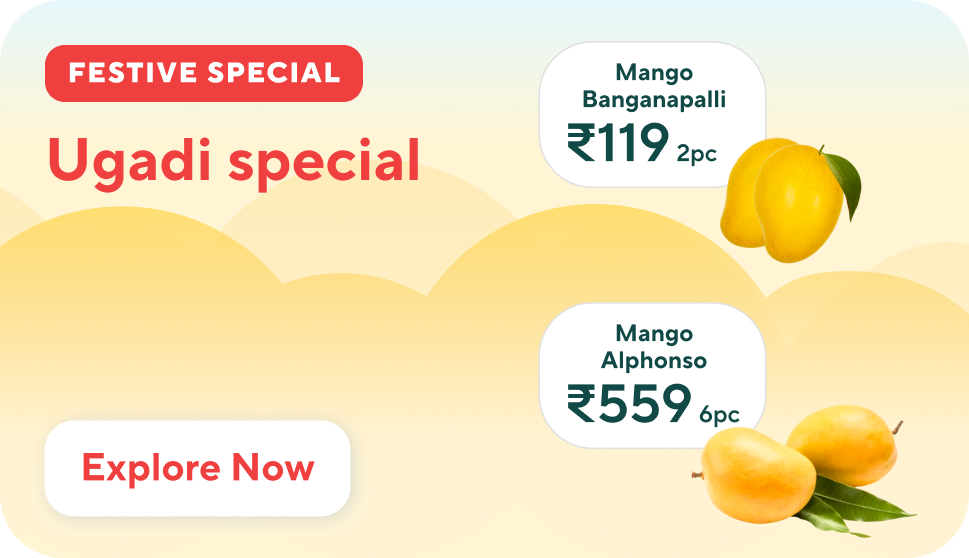 FESTIVE SPECIAL
Ugadi special
Mango
Banganapalli
₹119 2pc
Mango
Alphonso
₹559 6pc
Explore Now